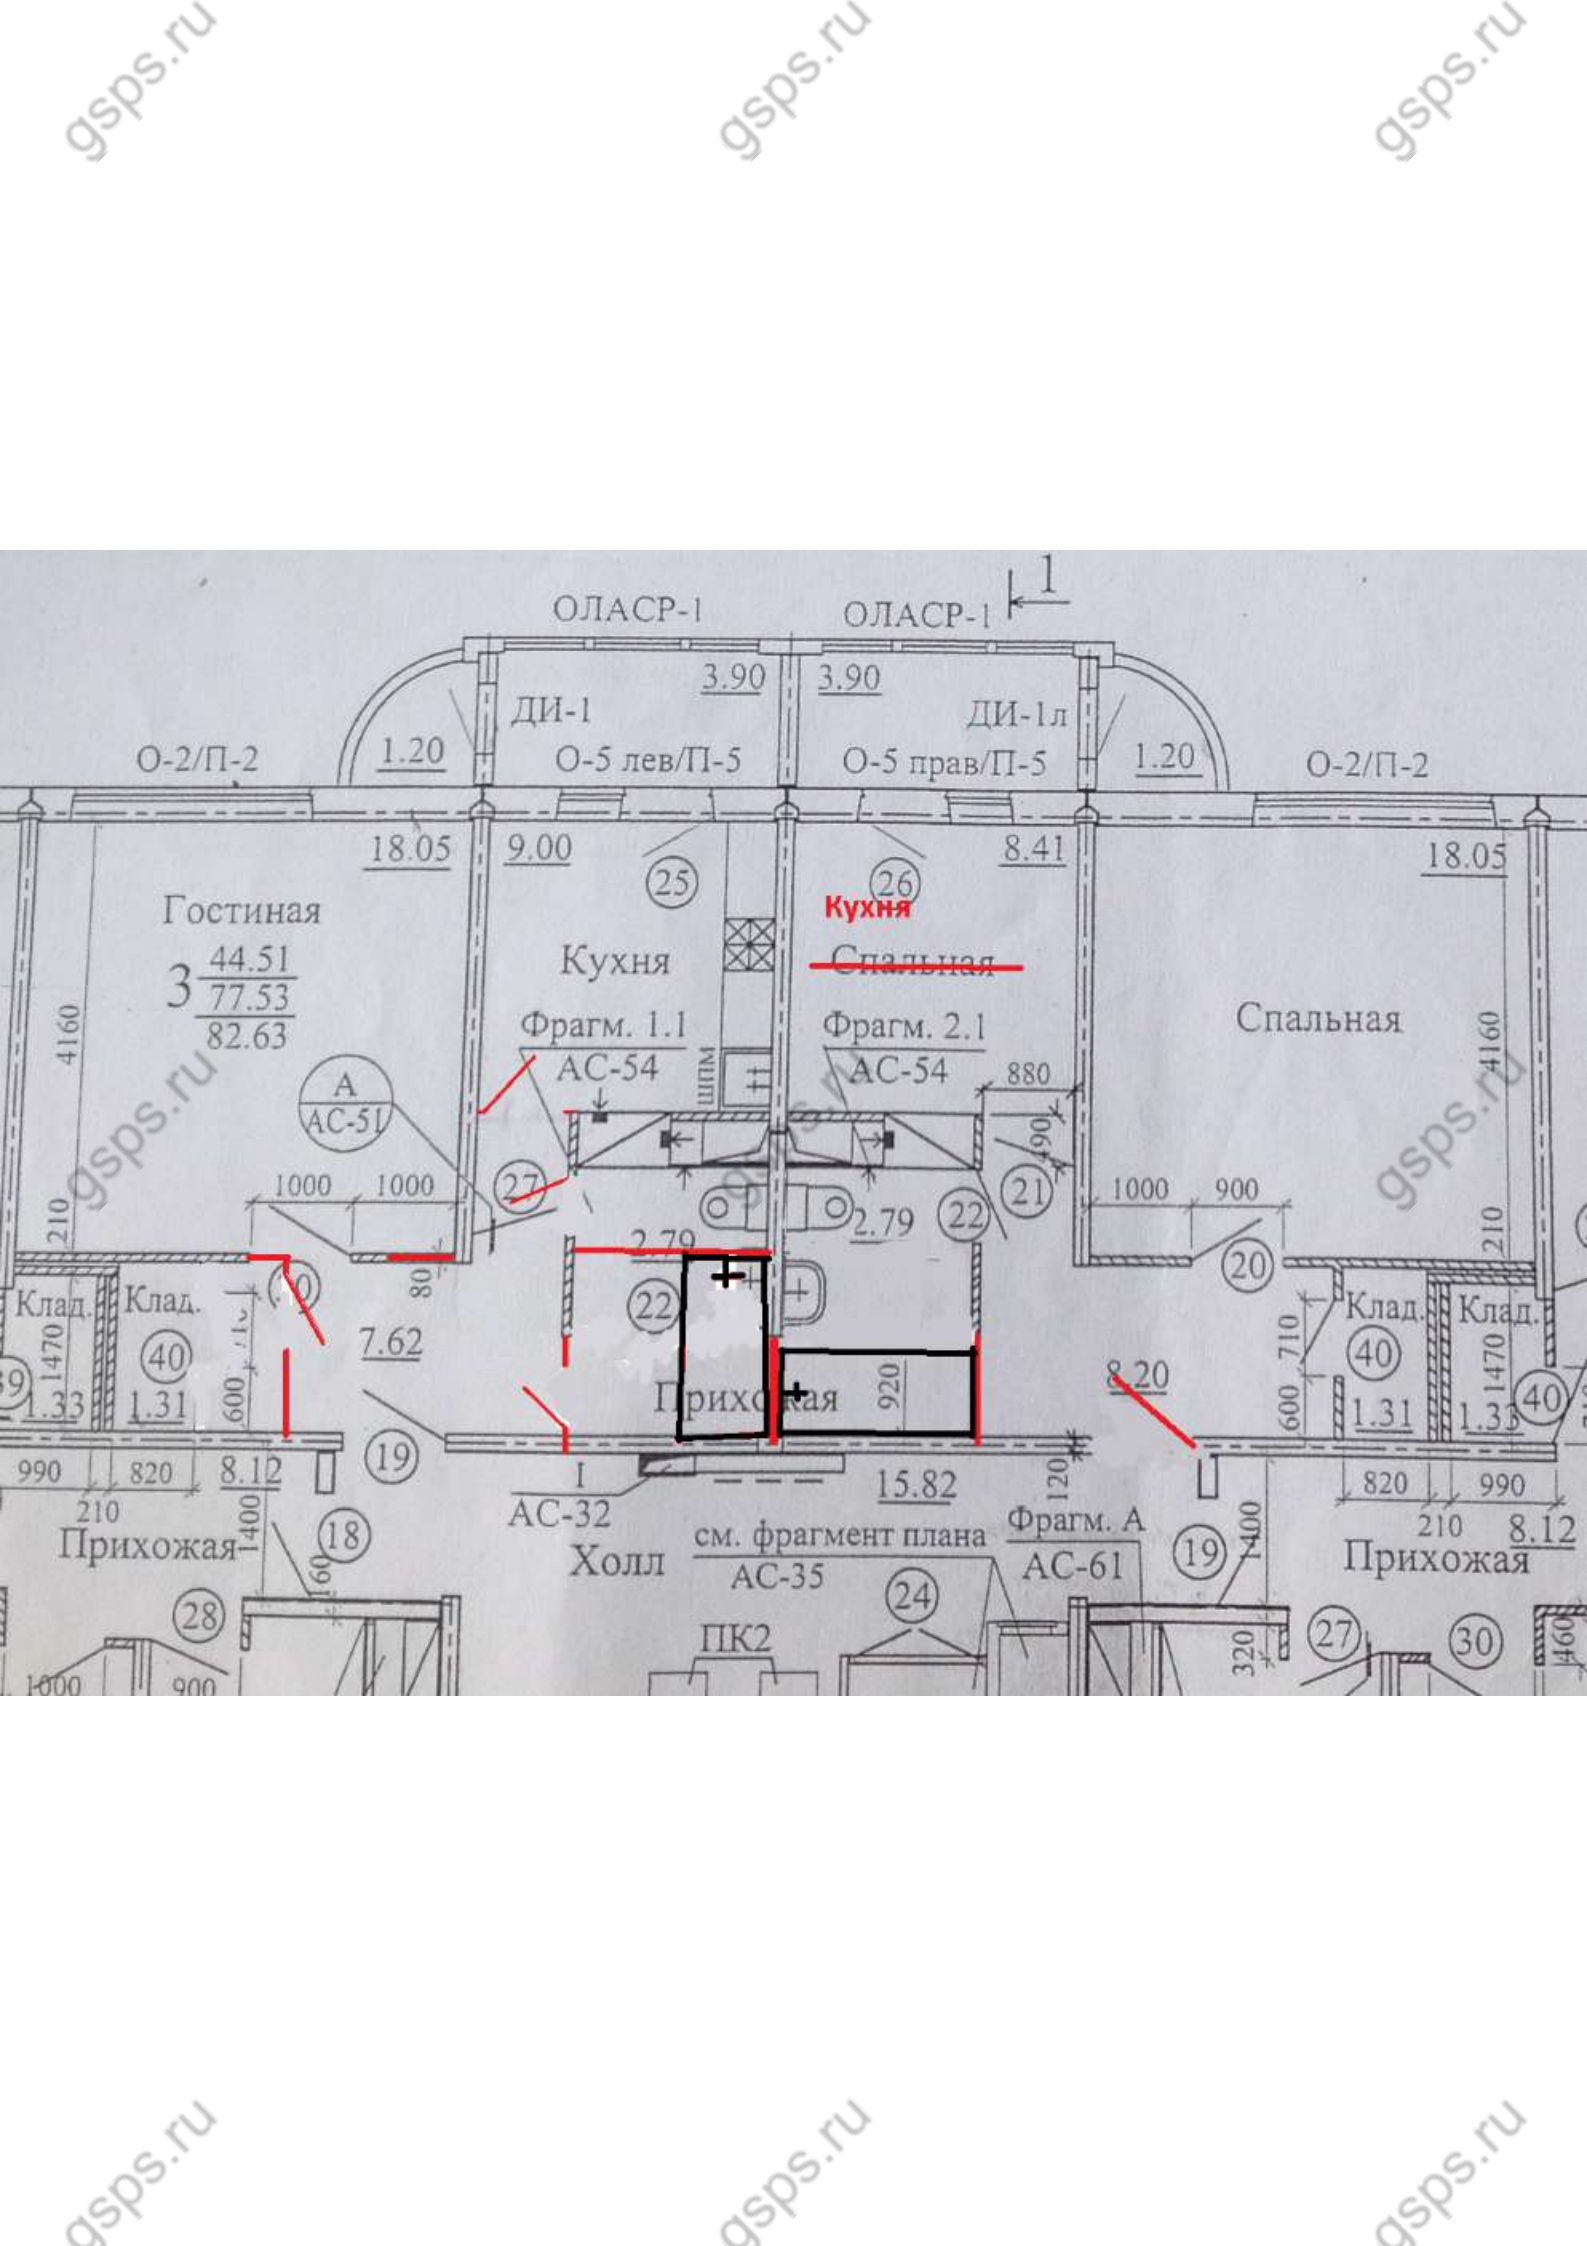 gsps.ru gsps.ru gsps.ru
1
ОЛАСР-1 ОЛАСР-1
3.90 3.90
ДИ-1 ДИ-1л
О-2/П-2 1.20 О-5 лев/П-5 О-5 прав/П-5 1.20 О-2/П-2
18.05 9.00 8.41 18.05
25 26
Гостиная Кухня
3 44.51 Кухня Спальная
77.53
82.63
4160 Фрагм. 1.1 Фрагм. 2.1 Спальная 4160
АС-54 ШПМ АС-54 880
А
АС-51
gsps.ru gsps.ru gsps.ru
490
1000 1000 27 22 21 1000 900
210 2.79 2.79 210
80 20
Клад. Клад. 22 Клад. Клад.
1470 40 7.62 710 40 1470
39 600 Прихожая 920 8.20 600 40
1.33 1.31 1.31 1.33
19
990 820 8.12 I 15.82 120 820 990
210 АС-32 210 8.12
Прихожая 1400 18 Холл см. фрагмент плана Фрагм. А 19 1400 Прихожая
160 АС-35 АС-61
28 24
ПК2 320 27 30 460
1000 900
gsps.ru gsps.ru gsps.ru